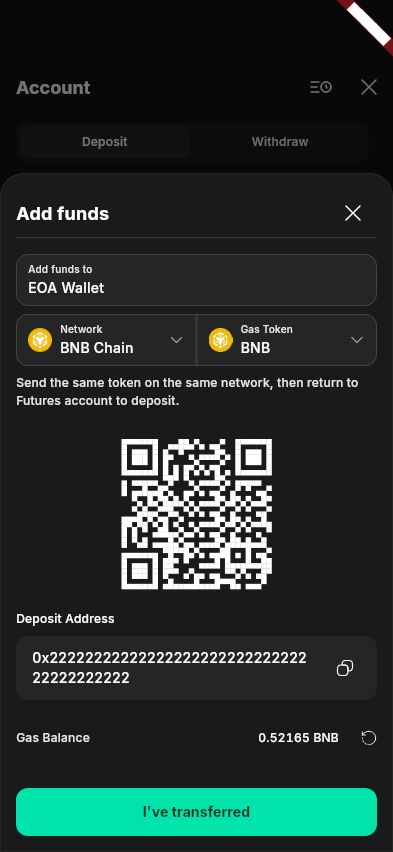 Account
Deposit
Withdraw
Add funds
Add funds to
EOA Wallet
Network
BNB Chain
Gas Token
BNB
Send the same token on the same network, then return to
Futures account to deposit.
Deposit Address
0x2222222222222222222222222222
222222222222
Gas Balance
0.52165 BNB
I've transferred